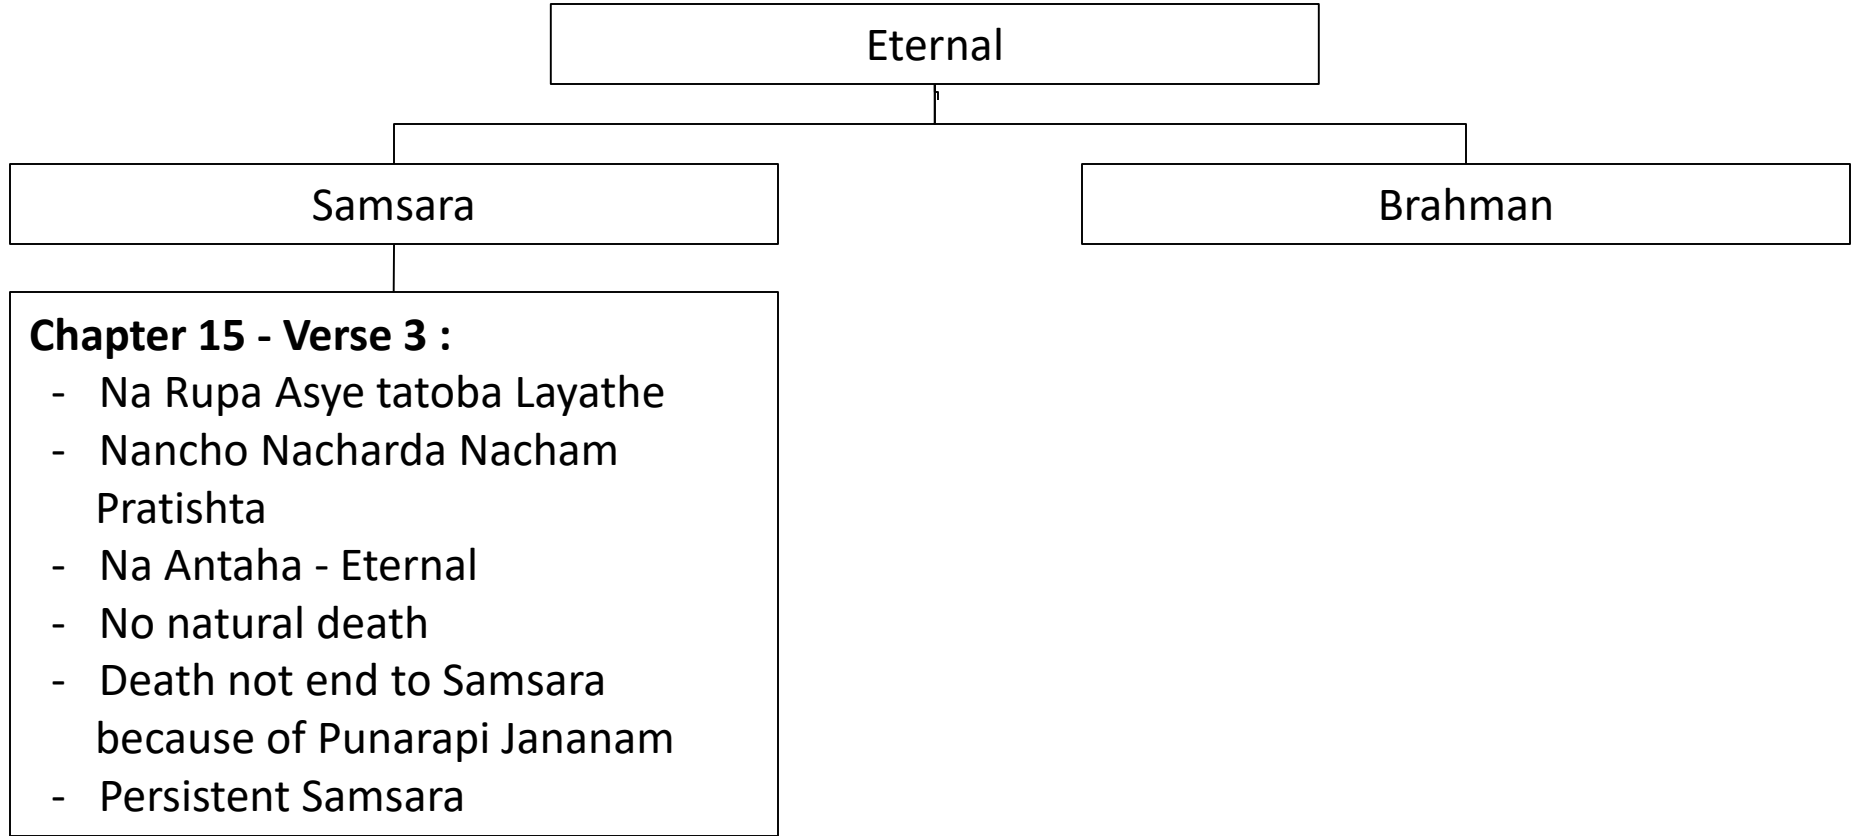 Eternal
Samsara
Brahman
Chapter 15 - Verse 3 :
- Na Rupa Asye tatoba Layathe
- Nancho Nacharda Nacham
Pratishta
- Na Antaha - Eternal
- No natural death
- Death not end to Samsara
because of Punarapi Jananam
- Persistent Samsara